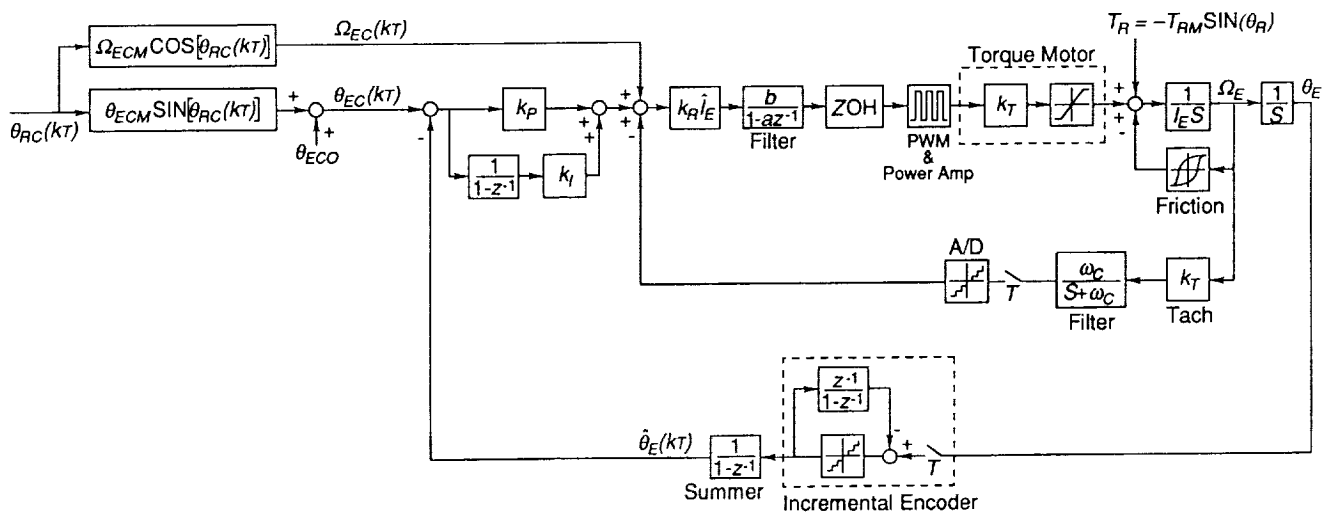 Ω_ECM COS[θ_RC(kT)]
Ω_EC(kT)
T_R = −T_RM SIN(θ_R)
Torque Motor
θ_RC(kT)
θ_ECM SIN[θ_RC(kT)]
+
θ_EC(kT)
+
θ_ECO
-
k_P
+
+
+
+
-
k_R Î_E
b
1-az⁻¹
Filter
ZOH
PWM
&
Power Amp
k_T
+
+
-
1
I_E S
Ω_E
1
S
θ_E
1
1-z⁻¹
k_I
Friction
A/D
T
ω_C
S+ω_C
Filter
k_T
Tach
z⁻¹
1-z⁻¹
-
+
T
θ̂_E(kT)
1
1-z⁻¹
Summer
Incremental Encoder